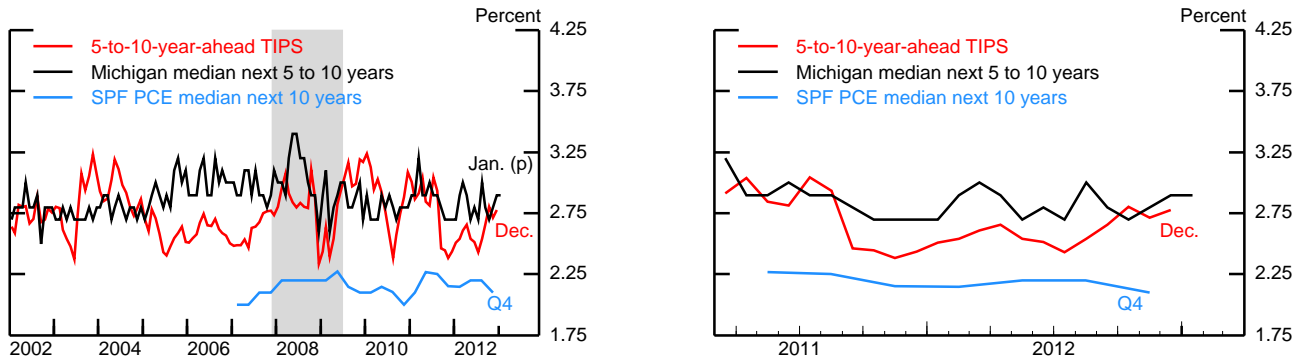 Percent
4.25
5-to-10-year-ahead TIPS
Michigan median next 5 to 10 years
3.75
SPF PCE median next 10 years
3.25
Jan. (p)
2.75
Dec.
2.25
Q4
1.75
2002 2004 2006 2008 2010 2012
Percent
4.25
5-to-10-year-ahead TIPS
Michigan median next 5 to 10 years
3.75
SPF PCE median next 10 years
3.25
2.75
Dec.
2.25
Q4
1.75
2011 2012